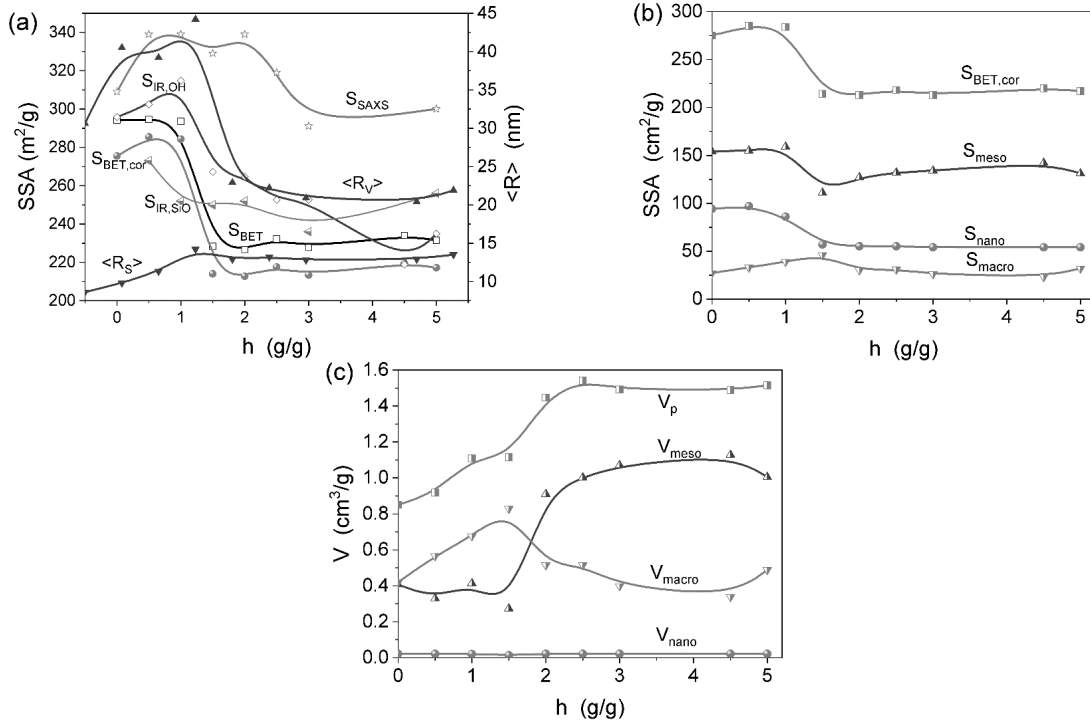 (a)
SSA (m²/g)
340
320
300
280
260
240
220
200
S_IR,OH
S_SAXS
S_BET,cor
S_IR,SiO
<R_V>
S_BET
<R_S>
45
40
35
30
25
20
15
10
<R> (nm)
0 1 2 3 4 5
h (g/g)
(b)
SSA (cm²/g)
300
250
200
150
100
50
0
S_BET,cor
S_meso
S_nano
S_macro
0 1 2 3 4 5
h (g/g)
(c)
V (cm³/g)
1.6
1.4
1.2
1.0
0.8
0.6
0.4
0.2
0.0
V_p
V_meso
V_macro
V_nano
0 1 2 3 4 5
h (g/g)